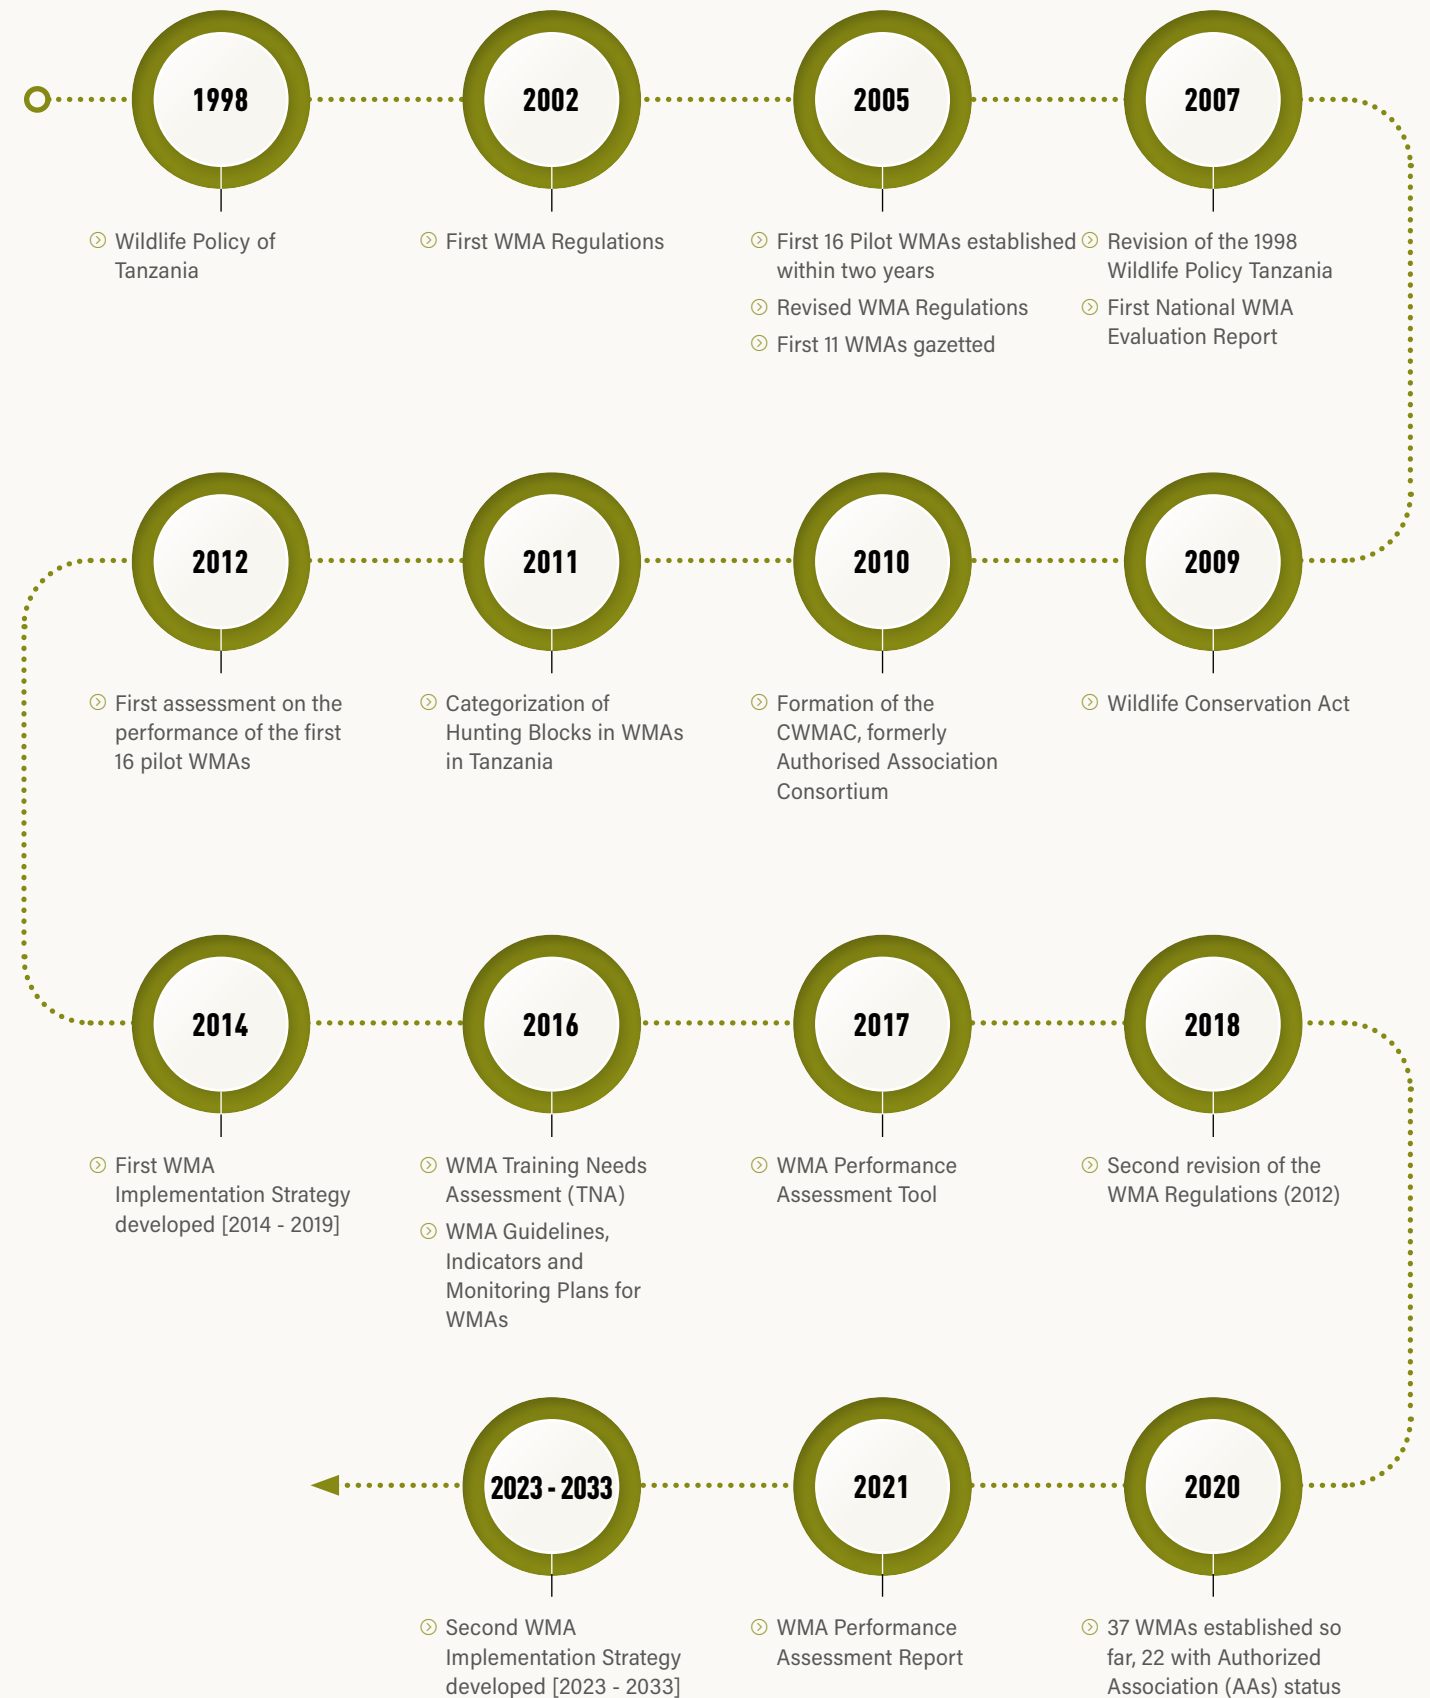 1998
Wildlife Policy of
Tanzania
2002
First WMA Regulations
2005
First 16 Pilot WMAs established
within two years
Revised WMA Regulations
First 11 WMAs gazetted
2007
Revision of the 1998
Wildlife Policy Tanzania
First National WMA
Evaluation Report
2009
Wildlife Conservation Act
2010
Formation of the
CWMAC, formerly
Authorised Association
Consortium
2011
Categorization of
Hunting Blocks in WMAs
in Tanzania
2012
First assessment on the
performance of the first
16 pilot WMAs
2014
First WMA
Implementation Strategy
developed [2014 - 2019]
2016
WMA Training Needs
Assessment (TNA)
WMA Guidelines,
Indicators and
Monitoring Plans for
WMAs
2017
WMA Performance
Assessment Tool
2018
Second revision of the
WMA Regulations (2012)
2020
37 WMAs established so
far, 22 with Authorized
Association (AAs) status
2021
WMA Performance
Assessment Report
2023 - 2033
Second WMA
Implementation Strategy
developed [2023 - 2033]